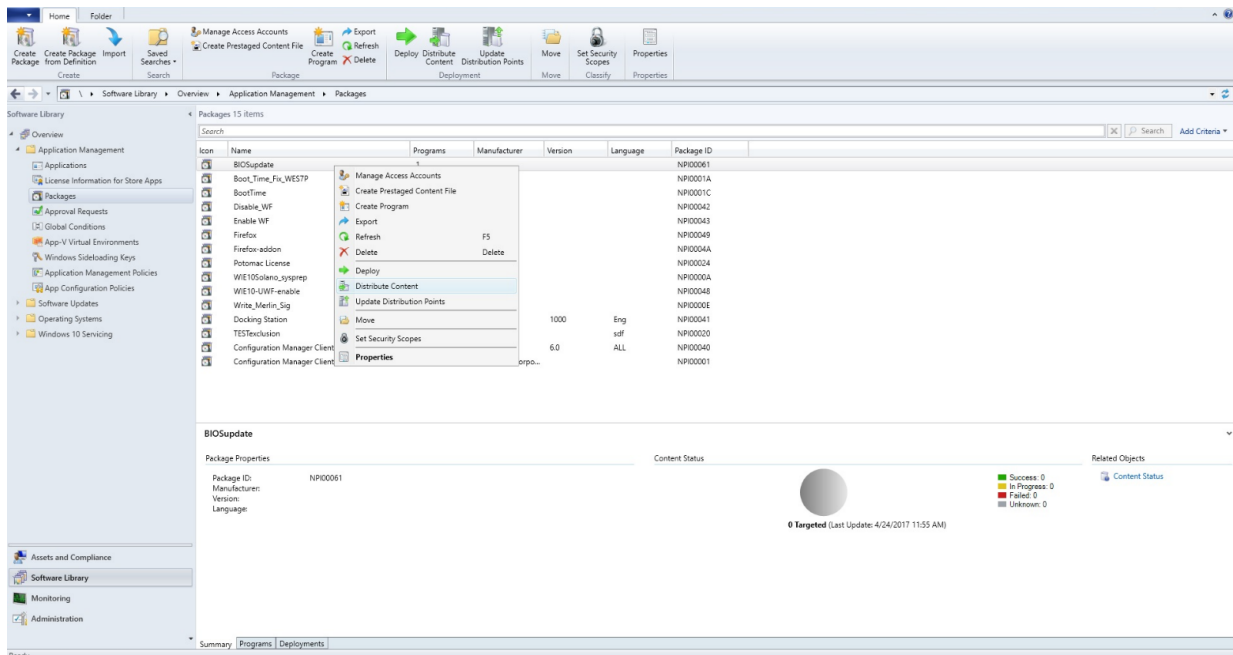 Home Folder
Create Package
Create Package from Definition
Import
Saved Searches
Manage Access Accounts
Create Prestaged Content File
Create Program
Export
Refresh
Delete
Deploy
Distribute Content
Update Distribution Points
Move
Set Security Scopes
Properties
Create Search Package Deployment Move Classify Properties
\ Software Library Overview Application Management Packages
Software Library
Overview
Application Management
Applications
License Information for Store Apps
Packages
Approval Requests
Global Conditions
App-V Virtual Environments
Windows Sideloading Keys
Application Management Policies
App Configuration Policies
Software Updates
Operating Systems
Windows 10 Servicing
Packages 15 items
Search Search Add Criteria
Icon Name Programs Manufacturer Version Language Package ID
BIOSupdate 1 NPI00061
Boot_Time_Fix_WES7P NPI0001A
BootTime NPI0001C
Disable_WF NPI00042
Enable WF NPI00043
Firefox NPI00049
Firefox-addon NPI0004A
Potomac License NPI00024
WIE10Solano_sysprep NPI0000A
WIE10-UWF-enable NPI00048
Write_Merlin_Sig NPI0000E
Docking Station 1000 Eng NPI00041
TESTexclusion sdf NPI00020
Configuration Manager Client 6.0 ALL NPI00040
Configuration Manager Client orpo... NPI00001
Manage Access Accounts
Create Prestaged Content File
Create Program
Export
Refresh F5
Delete Delete
Deploy
Distribute Content
Update Distribution Points
Move
Set Security Scopes
Properties
BIOSupdate
Package Properties
Package ID: NPI00061
Manufacturer:
Version:
Language:
Content Status
Success: 0
In Progress: 0
Failed: 0
Unknown: 0
0 Targeted (Last Update: 4/24/2017 11:55 AM)
Related Objects
Content Status
Assets and Compliance
Software Library
Monitoring
Administration
Summary Programs Deployments